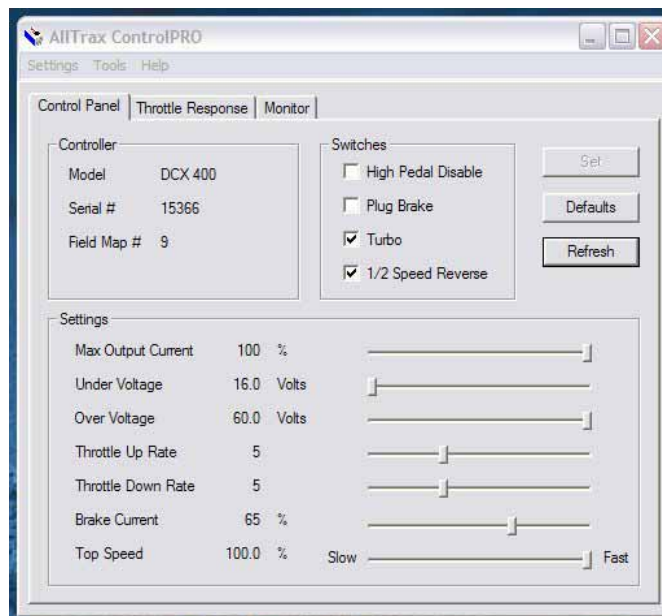 AllTrax ControlPRO
Settings Tools Help
Control Panel Throttle Response Monitor
Controller
Model DCX 400
Serial # 15366
Field Map # 9
Switches
High Pedal Disable
Plug Brake
Turbo
1/2 Speed Reverse
Set
Defaults
Refresh
Settings
Max Output Current 100 %
Under Voltage 16.0 Volts
Over Voltage 60.0 Volts
Throttle Up Rate 5
Throttle Down Rate 5
Brake Current 65 %
Top Speed 100.0 % Slow Fast